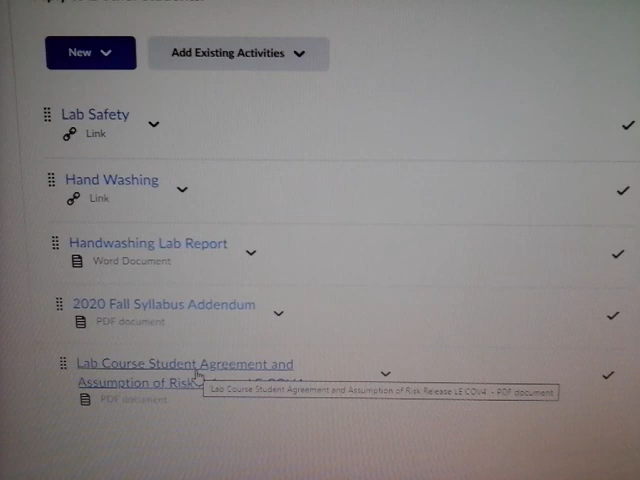 New
Add Existing Activities
Lab Safety
Link
Hand Washing
Link
Handwashing Lab Report
Word Document
2020 Fall Syllabus Addendum
PDF document
Lab Course Student Agreement and
Assumption of Risk
Lab Course Student Agreement and Assumption of Risk Release LE COV4 - PDF document
PDF document